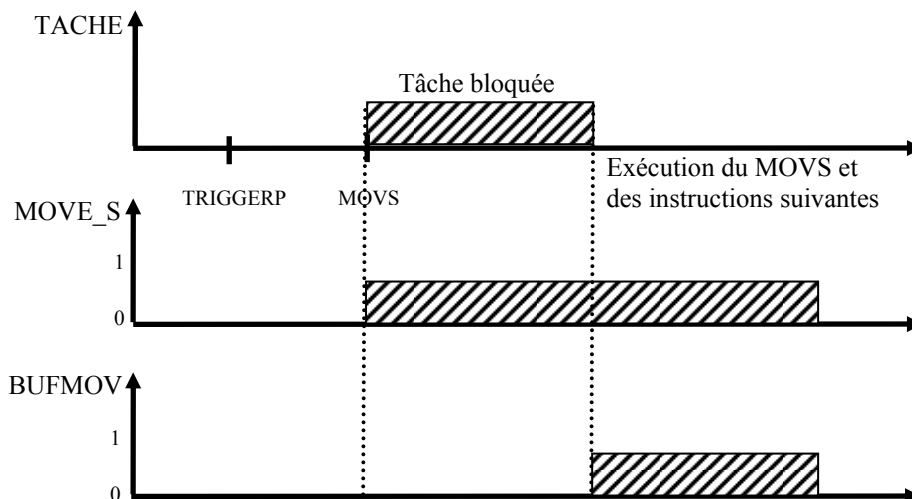 TACHE
Tâche bloquée
Exécution du MOVS et
des instructions suivantes
TRIGGERP
MOVS
MOVE_S
1
0
BUFMOV
1
0